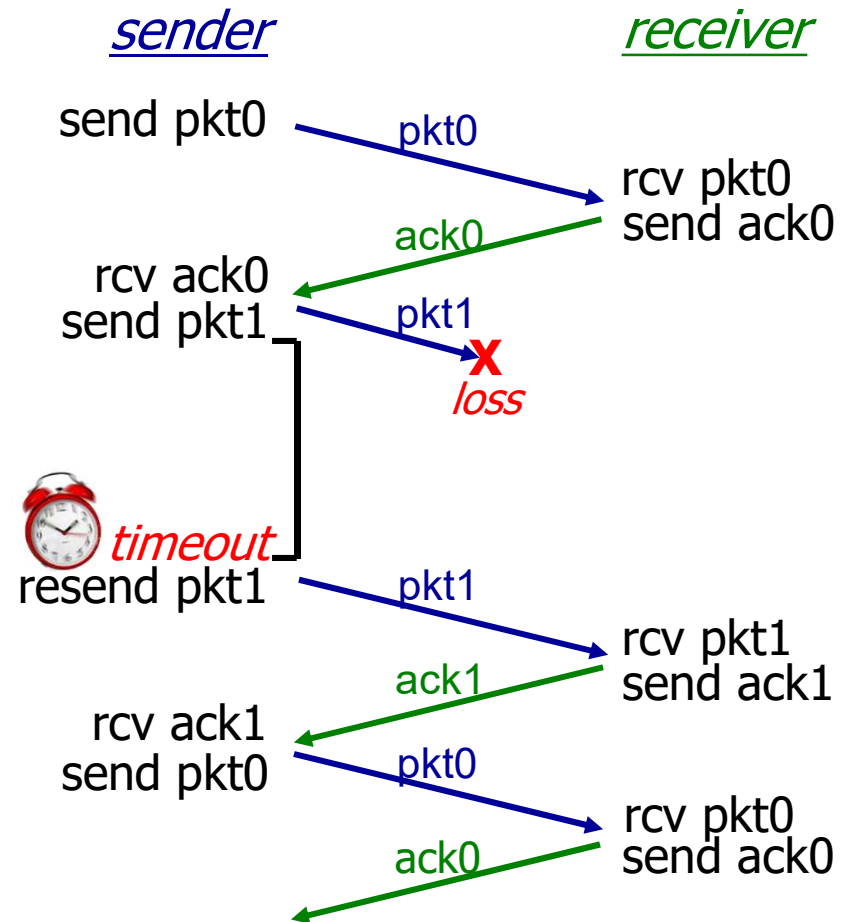 sender
receiver
send pkt0
pkt0
rcv pkt0
send ack0
ack0
rcv ack0
send pkt1
pkt1
X
loss
timeout
resend pkt1
pkt1
rcv pkt1
send ack1
ack1
rcv ack1
send pkt0
pkt0
rcv pkt0
send ack0
ack0